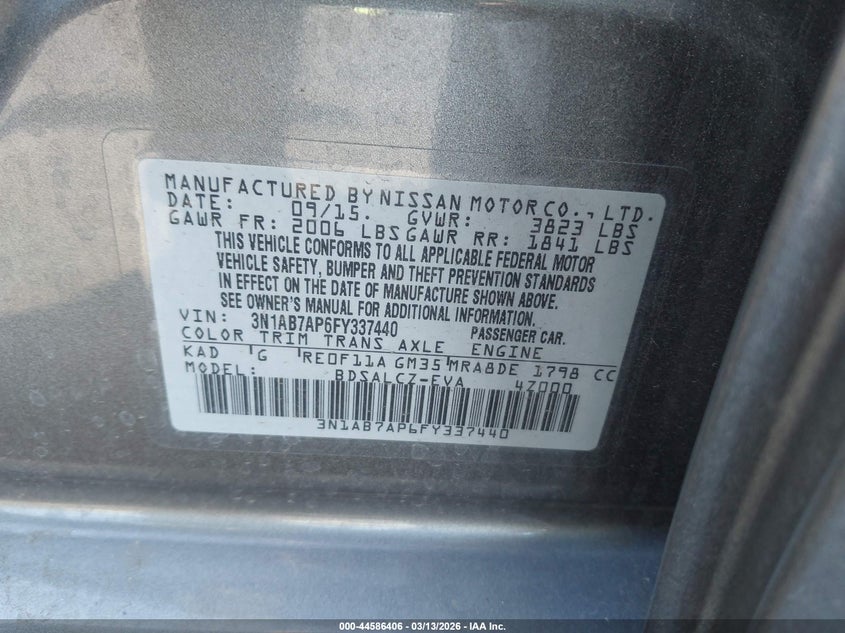 MANUFACTURED BY NISSAN MOTOR CO., LTD.
DATE: 09/15. GVWR: 3823 LBS
GAWR FR: 2006 LBS GAWR RR: 1841 LBS
THIS VEHICLE CONFORMS TO ALL APPLICABLE FEDERAL MOTOR
VEHICLE SAFETY, BUMPER AND THEFT PREVENTION STANDARDS
IN EFFECT ON THE DATE OF MANUFACTURE SHOWN ABOVE.
SEE OWNER'S MANUAL FOR ADDITIONAL INFORMATION.
VIN: 3N1AB7AP6FY337440 PASSENGER CAR.
COLOR TRIM TRANS AXLE ENGINE
KAD G RE0F11A GM35 MRA8DE 1798 CC
MODEL: BDSALCZ-EVA 4Z000
3N1AB7AP6FY337440
000-44586406 | 03/13/2026 - IAA Inc.